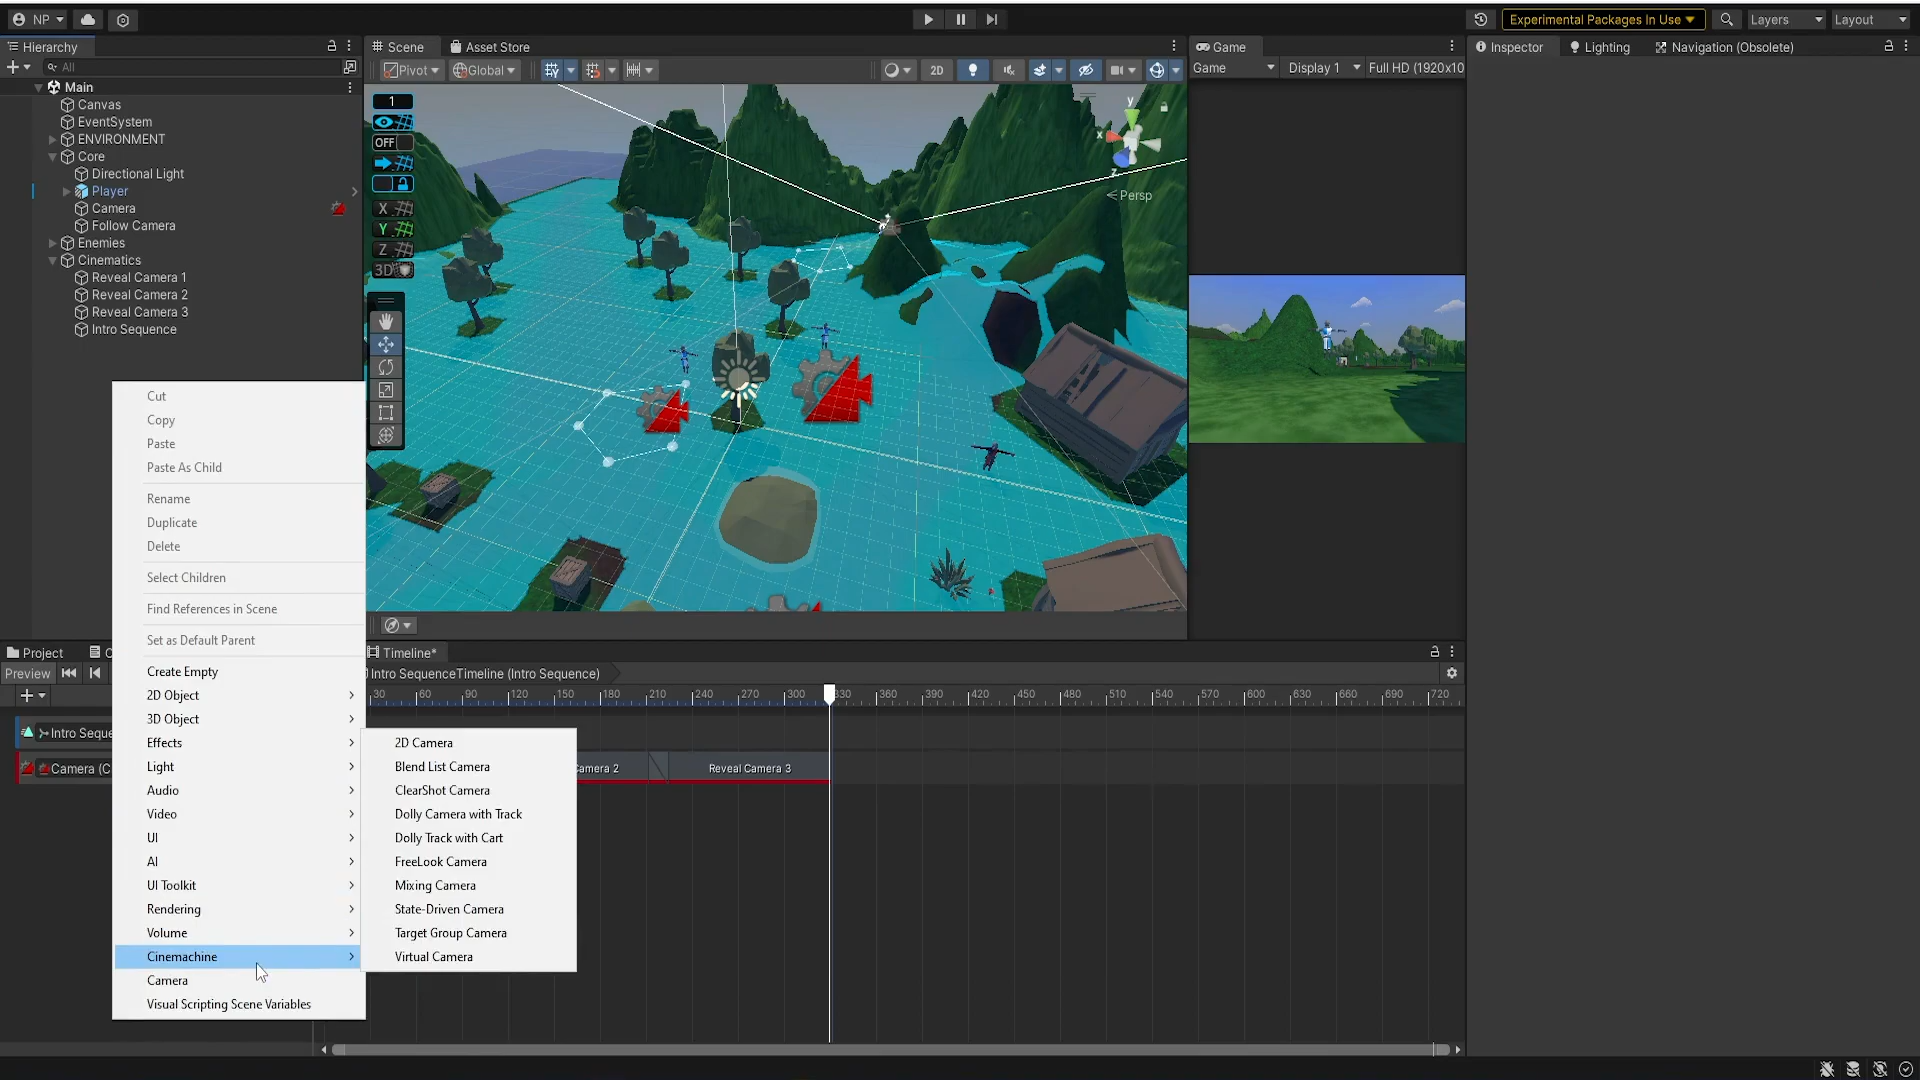 NP
Experimental Packages In Use
Layers
Layout
Hierarchy
Scene
Asset Store
Game
Inspector
Lighting
Navigation (Obsolete)
All
Pivot
Global
2D
Game
Display 1
Full HD (1920x10
Main
Canvas
EventSystem
ENVIRONMENT
Core
Directional Light
Player
Camera
Follow Camera
Enemies
Cinematics
Reveal Camera 1
Reveal Camera 2
Reveal Camera 3
Intro Sequence
1
OFF
X
Y
Z
3D
y
x
z
Persp
Cut
Copy
Paste
Paste As Child
Rename
Duplicate
Delete
Select Children
Find References in Scene
Set as Default Parent
Create Empty
2D Object
3D Object
Effects
Light
Audio
Video
UI
AI
UI Toolkit
Rendering
Volume
Cinemachine
Camera
Visual Scripting Scene Variables
2D Camera
Blend List Camera
ClearShot Camera
Dolly Camera with Track
Dolly Track with Cart
FreeLook Camera
Mixing Camera
State-Driven Camera
Target Group Camera
Virtual Camera
Project
C
Timeline*
Preview
Intro SequenceTimeline (Intro Sequence)
30 60 90 120 150 180 210 240 270 300 330 360 390 420 450 480 510 540 570 600 630 660 690 720
Intro Seque
Camera (C
Camera 2
Reveal Camera 3